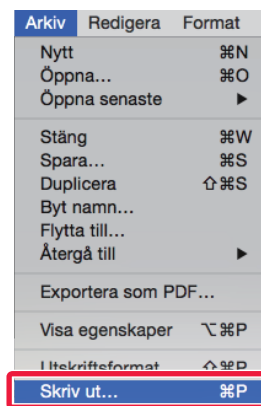 Arkiv Redigera Format
Nytt ⌘N
Öppna... ⌘O
Öppna senaste ▶
Stäng ⌘W
Spara... ⌘S
Duplicera ⇧⌘S
Byt namn...
Flytta till...
Återgå till ▶
Exportera som PDF...
Visa egenskaper ⌥⌘P
Utskriftsformat ⇧⌘P
Skriv ut... ⌘P